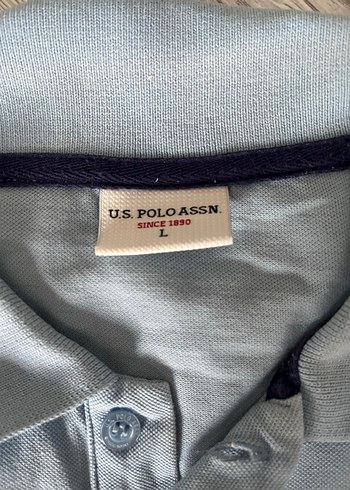 U.S. POLO ASSN.
SINCE 1890
L